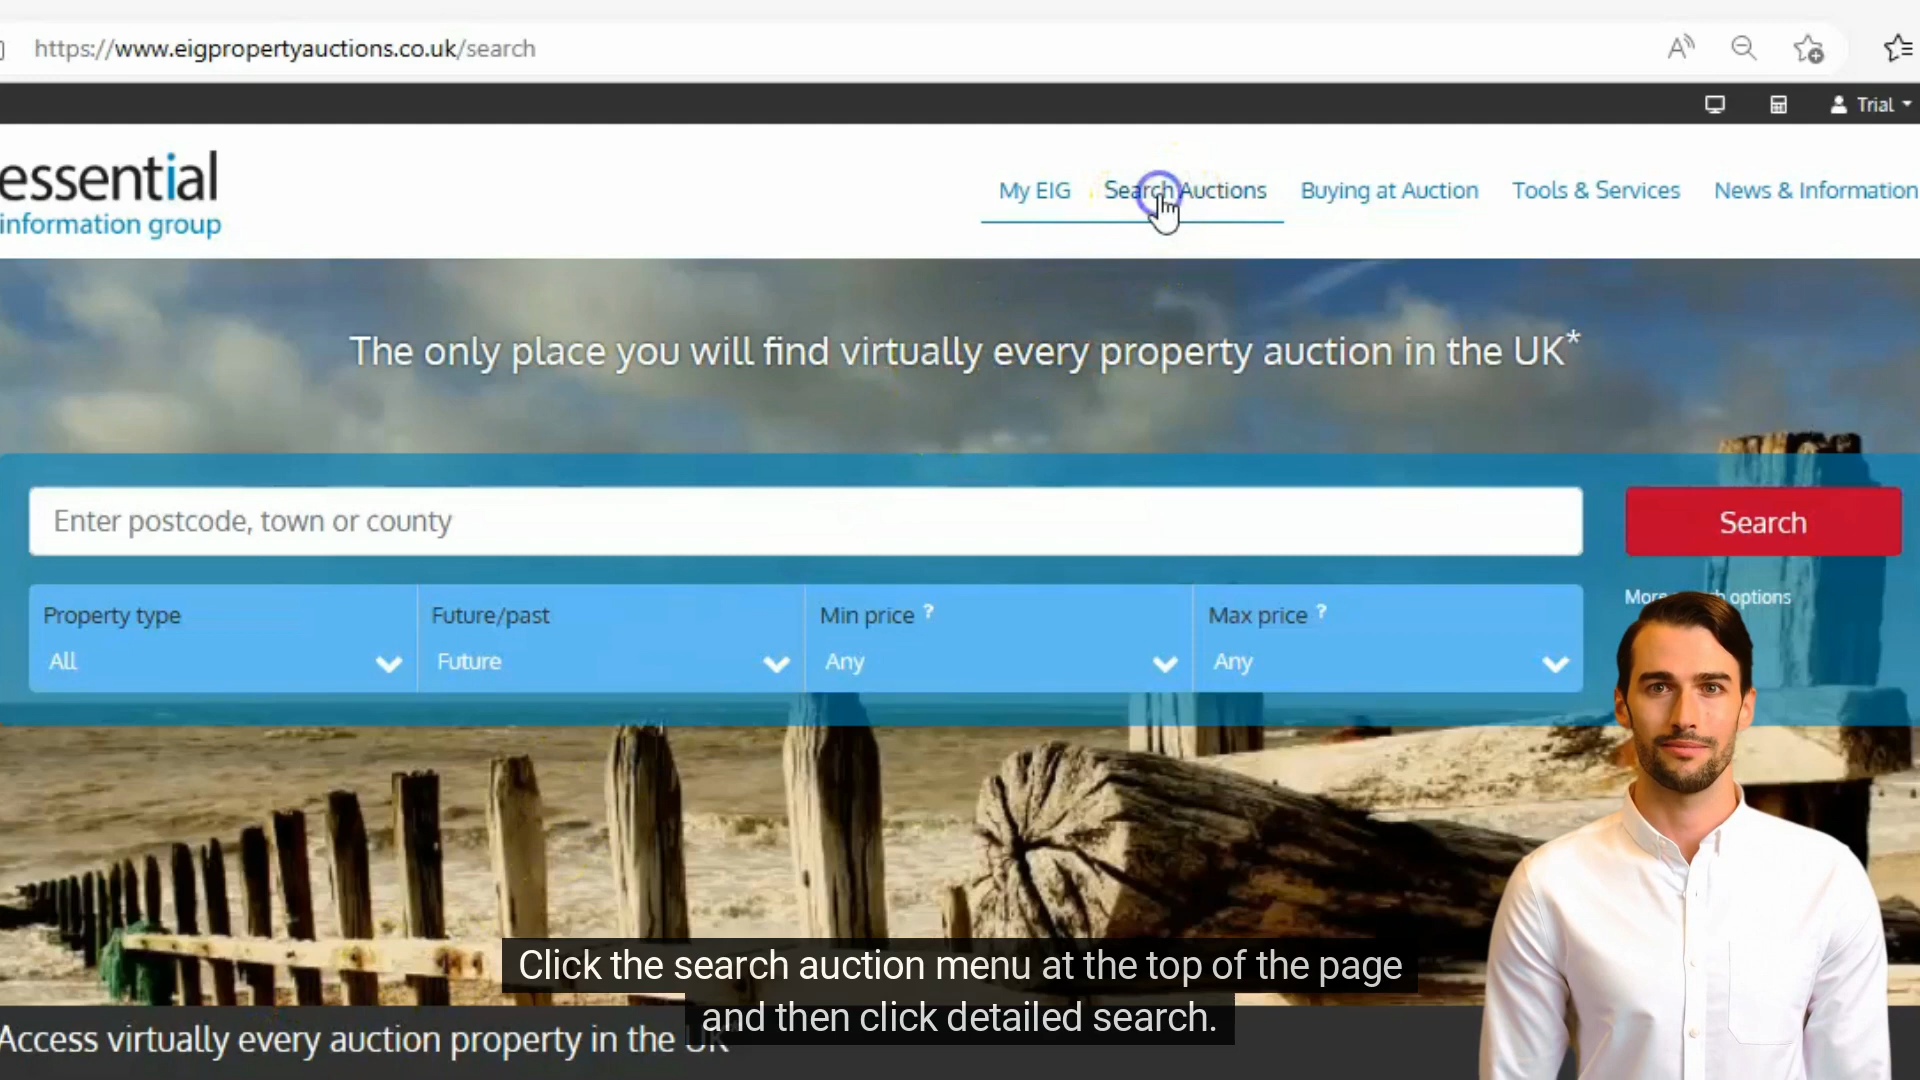 https://www.eigpropertyauctions.co.uk/search
Trial
essential
information group
My EIG
Search Auctions
Buying at Auction
Tools & Services
News & Information
The only place you will find virtually every property auction in the UK*
Enter postcode, town or county
Search
More options
Property type
All
Future/past
Future
Min price ?
Any
Max price ?
Any
Click the search auction menu at the top of the page
and then click detailed search.
Access virtually every auction property in the UK